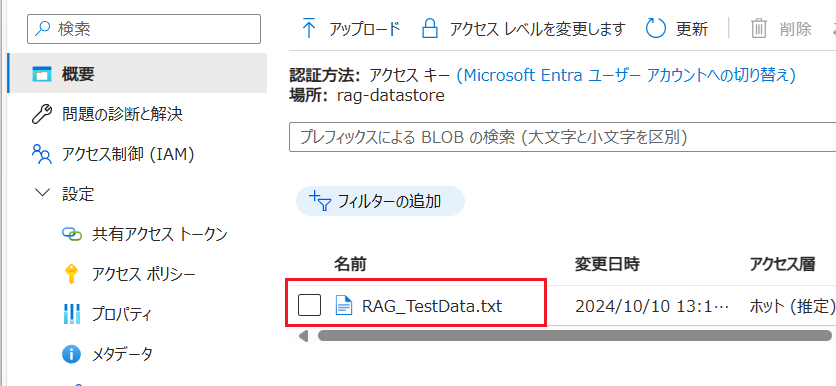 検索
概要
問題の診断と解決
アクセス制御 (IAM)
設定
共有アクセス トークン
アクセス ポリシー
プロパティ
メタデータ
アップロード
アクセス レベルを変更します
更新
削除
認証方法: アクセス キー (Microsoft Entra ユーザー アカウントへの切り替え)
場所: rag-datastore
プレフィックスによる BLOB の検索 (大文字と小文字を区別)
フィルターの追加
名前 変更日時 アクセス層
RAG_TestData.txt 2024/10/10 13:1… ホット (推定)